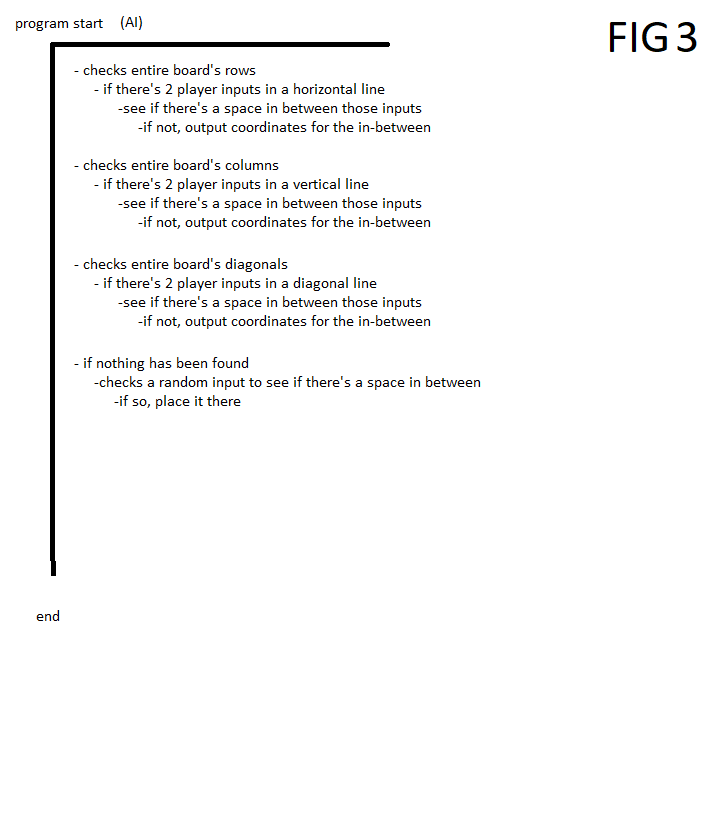 program start (AI)
FIG 3
- checks entire board's rows
- if there's 2 player inputs in a horizontal line
-see if there's a space in between those inputs
-if not, output coordinates for the in-between
- checks entire board's columns
- if there's 2 player inputs in a vertical line
-see if there's a space in between those inputs
-if not, output coordinates for the in-between
- checks entire board's diagonals
- if there's 2 player inputs in a diagonal line
-see if there's a space in between those inputs
-if not, output coordinates for the in-between
- if nothing has been found
-checks a random input to see if there's a space in between
-if so, place it there
end